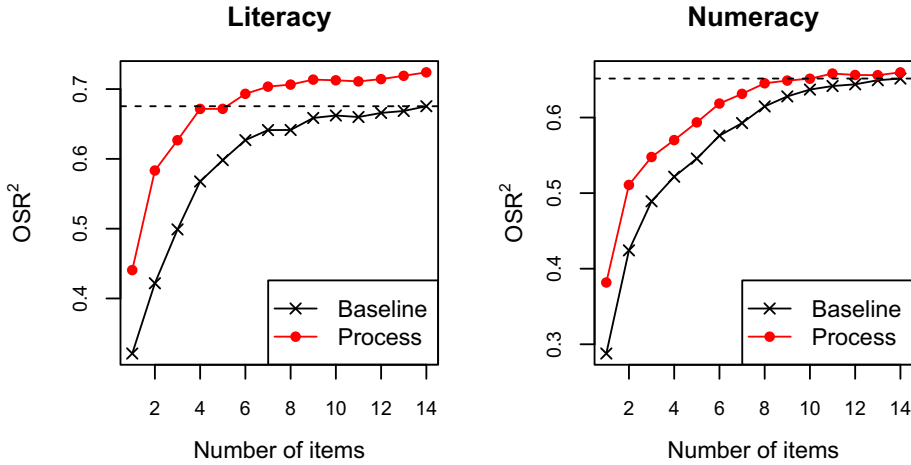 Literacy
OSR²
0.4
0.5
0.6
0.7
2 4 6 8 10 12 14
Number of items
Baseline
Process
Numeracy
OSR²
0.3
0.4
0.5
0.6
2 4 6 8 10 12 14
Number of items
Baseline
Process